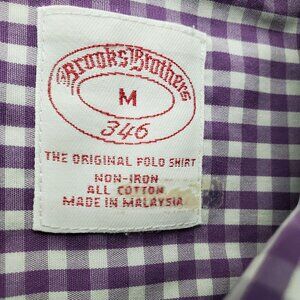 Brooks Brothers
M
346
THE ORIGINAL POLO SHIRT
NON-IRON
ALL COTTON
MADE IN MALAYSIA